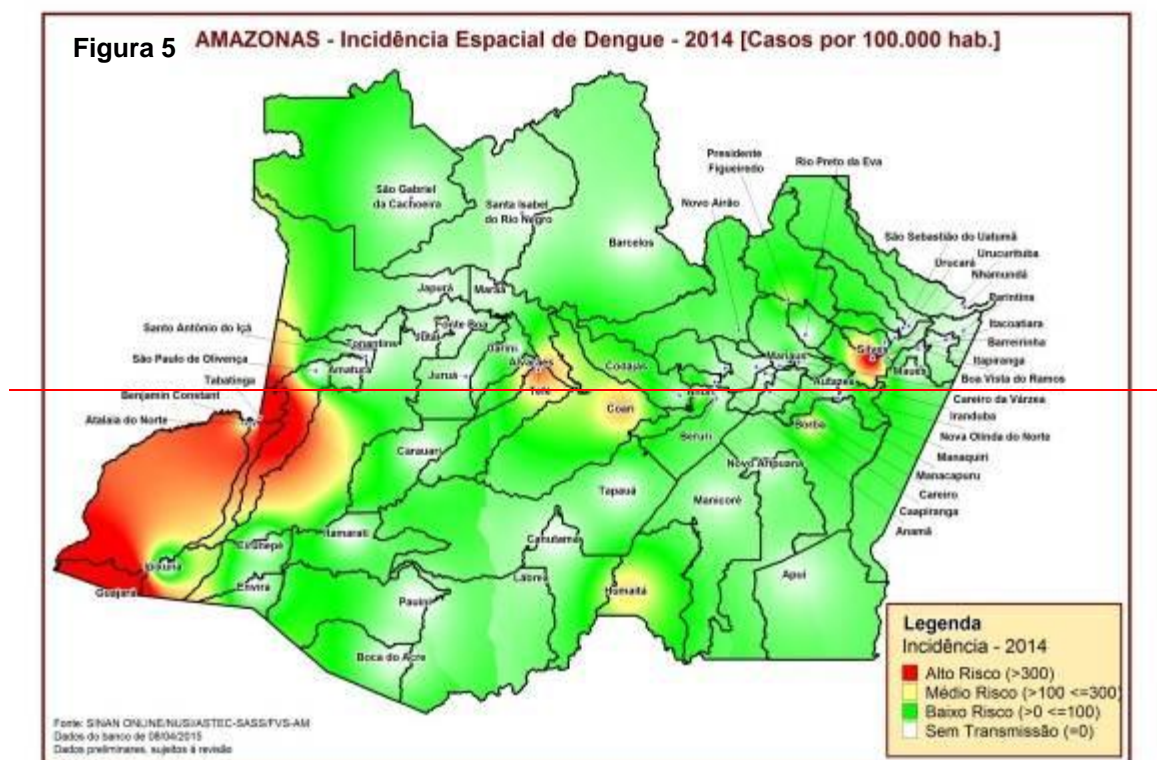 Figura 5
AMAZONAS - Incidência Espacial de Dengue - 2014 [Casos por 100.000 hab.]
Presidente
Figueiredo
Rio Preto da Eva
Novo Airão
São Gabriel
da Cachoeira
Santa Isabel
do Rio Negro
Barcelos
São Sebastião do Uatumã
Urucurituba
Urucará
Nhamundá
Parintins
Japurá
Maraã
Santo Antônio do Içá
Fonte Boa
Jutaí
Tonantins
Itacoatiara
Barreirinha
São Paulo de Olivença
Amaturá
Juruá
Alvarães
Codajás
Manaus
Silves
Maués
Itapiranga
Boa Vista do Ramos
Tabatinga
Tefé
Autazes
Careiro da Várzea
Benjamin Constant
Coari
Iranduba
Atalaia do Norte
Borba
Nova Olinda do Norte
Beruri
Manaquiri
Carauari
Manacapuru
Novo Aripuanã
Careiro
Tapauá
Manicoré
Caapiranga
Anamã
Itamarati
Canutama
Ipixuna
Envira
Lábrea
Apuí
Guajará
Humaitá
Pauini
Boca do Acre
Legenda
Incidência - 2014
Alto Risco (>300)
Médio Risco (>100 <=300)
Baixo Risco (>0 <=100)
Sem Transmissão (=0)
Fonte: SINAN ONLINE/NUSI/ASTEC-SASS/FVS-AM
Dados do banco de 08/04/2015
Dados preliminares, sujeitos à revisão